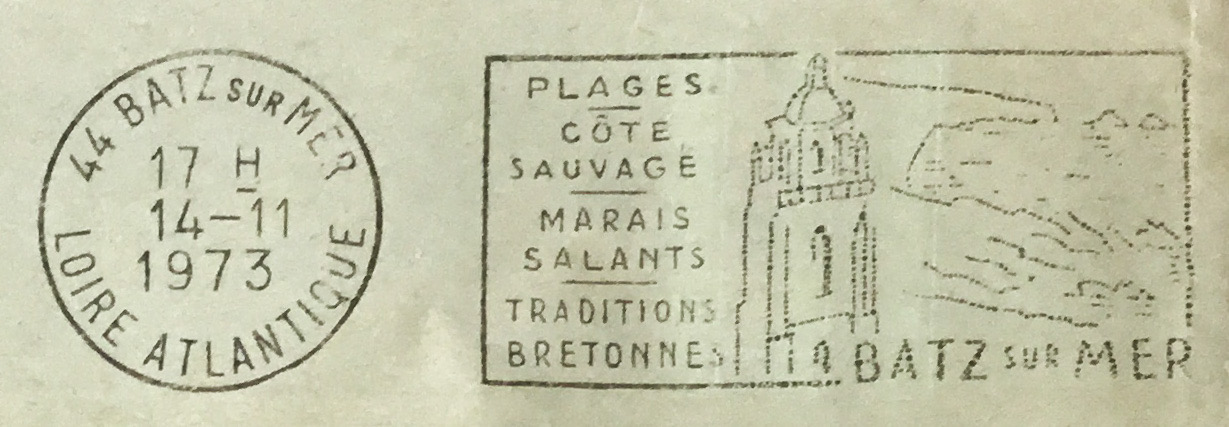 44 BATZ SUR MER
17 H
14-11
1973
LOIRE ATLANTIQUE
PLAGES
CÔTE
SAUVAGE
MARAIS
SALANTS
TRADITIONS
BRETONNES
BATZ SUR MER